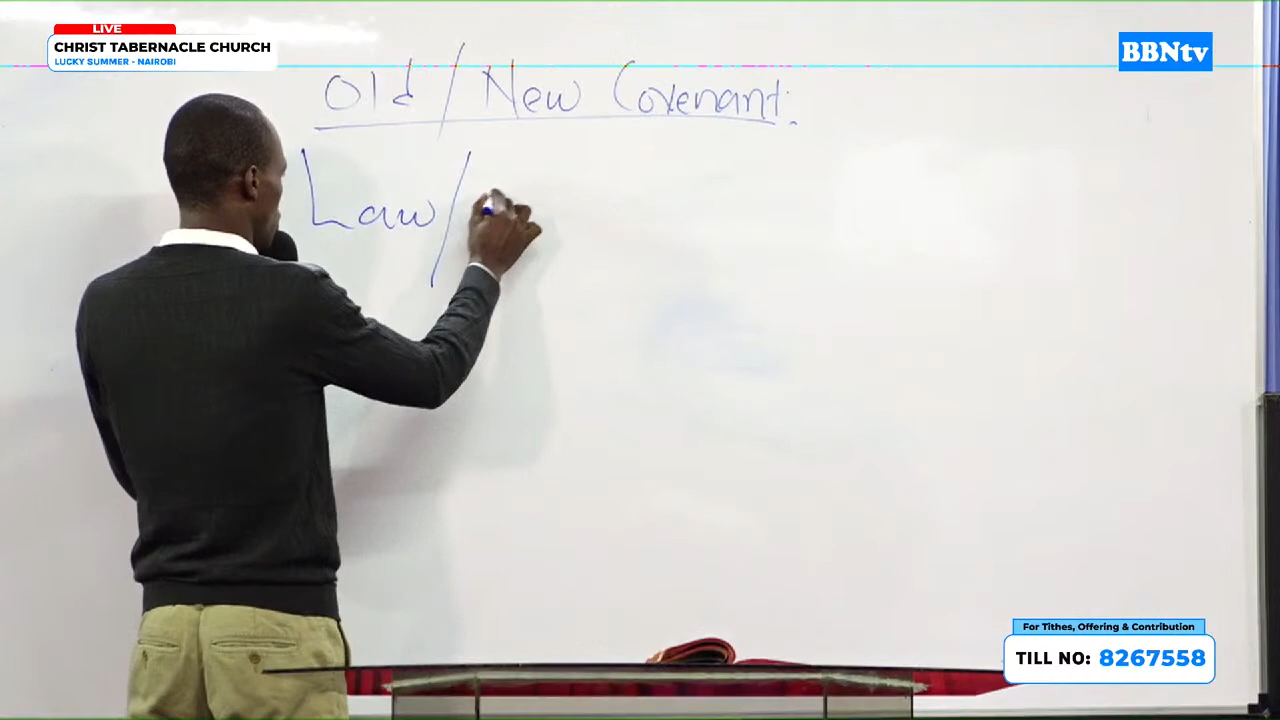 LIVE
CHRIST TABERNACLE CHURCH
LUCKY SUMMER - NAIROBI
BBNtv
Old / New Covenant.
Law /
For Tithes, Offering & Contribution
TILL NO: 8267558